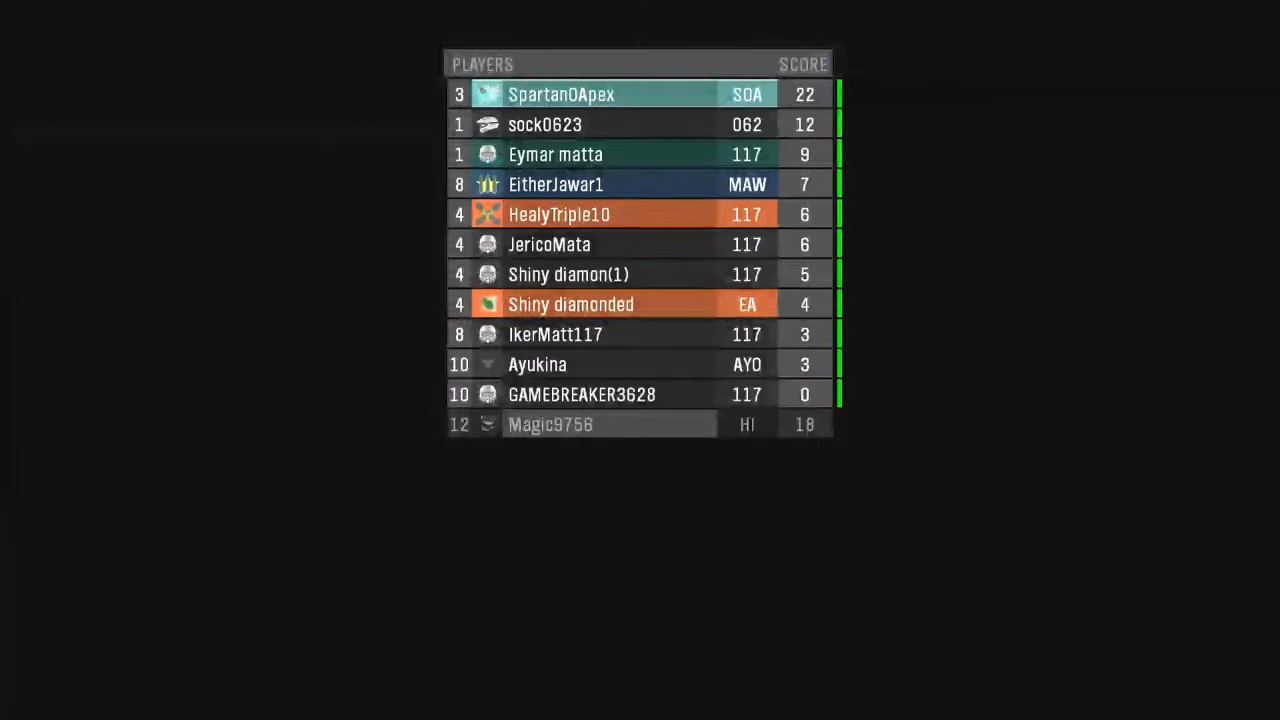 PLAYERS SCORE
3 Spartan0Apex S0A 22
1 sock0623 062 12
1 Eymar matta 117 9
8 EitherJawar1 MAW 7
4 HealyTriple10 117 6
4 JericoMata 117 6
4 Shiny diamon(1) 117 5
4 Shiny diamonded EA 4
8 IkerMatt117 117 3
10 Ayukina AYO 3
10 GAMEBREAKER3628 117 0
12 Magic9756 HI 18